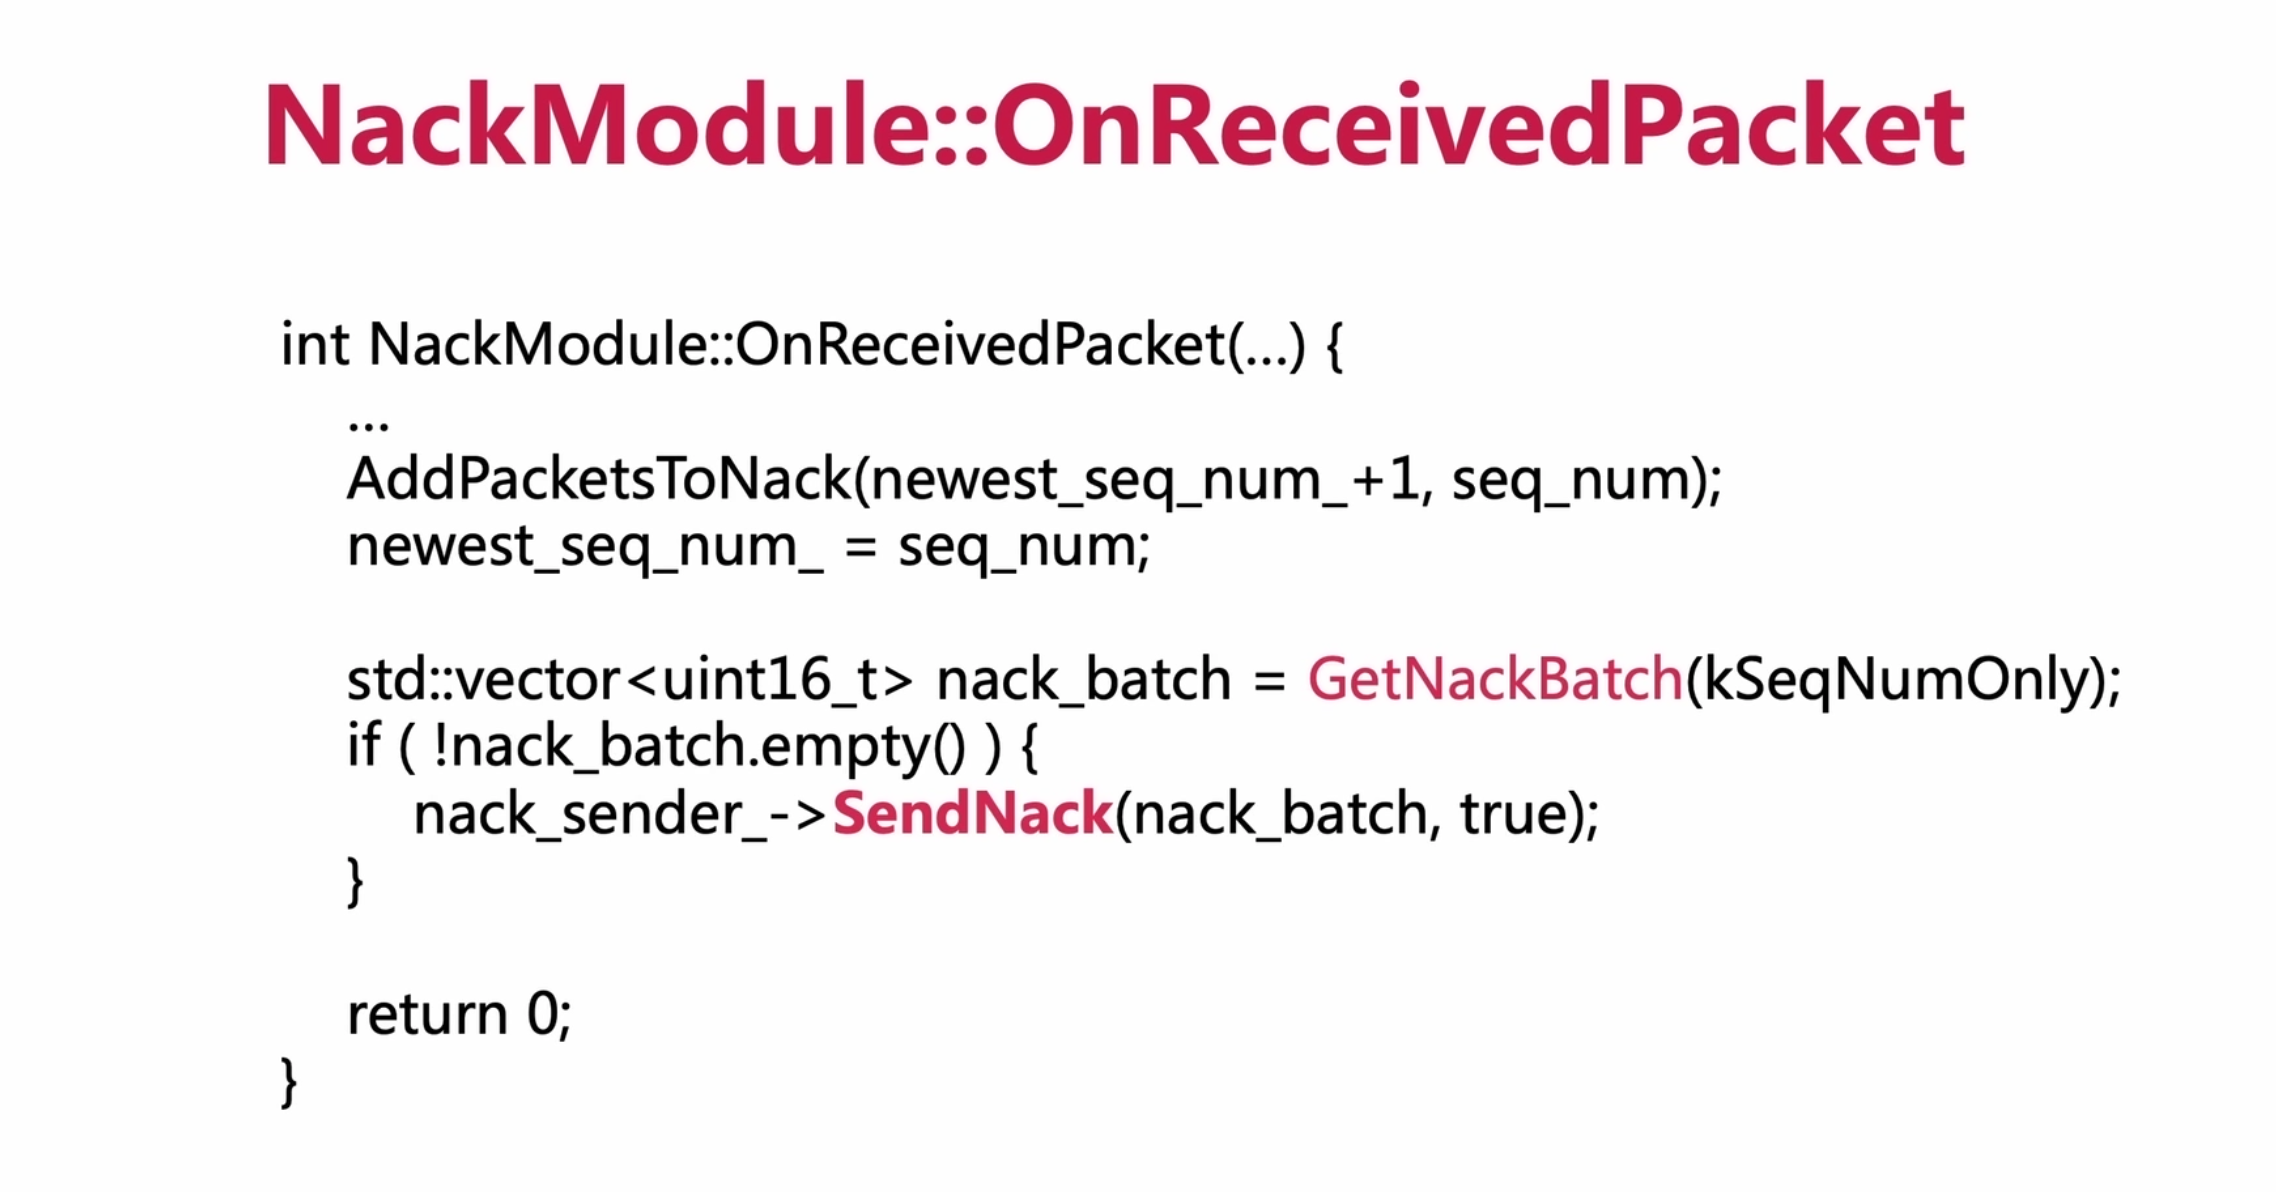 NackModule::OnReceivedPacket
int NackModule::OnReceivedPacket(...) {
...
AddPacketsToNack(newest_seq_num_+1, seq_num);
newest_seq_num_ = seq_num;
std::vector<uint16_t> nack_batch = GetNackBatch(kSeqNumOnly);
if ( !nack_batch.empty() ) {
nack_sender_->SendNack(nack_batch, true);
}
return 0;
}